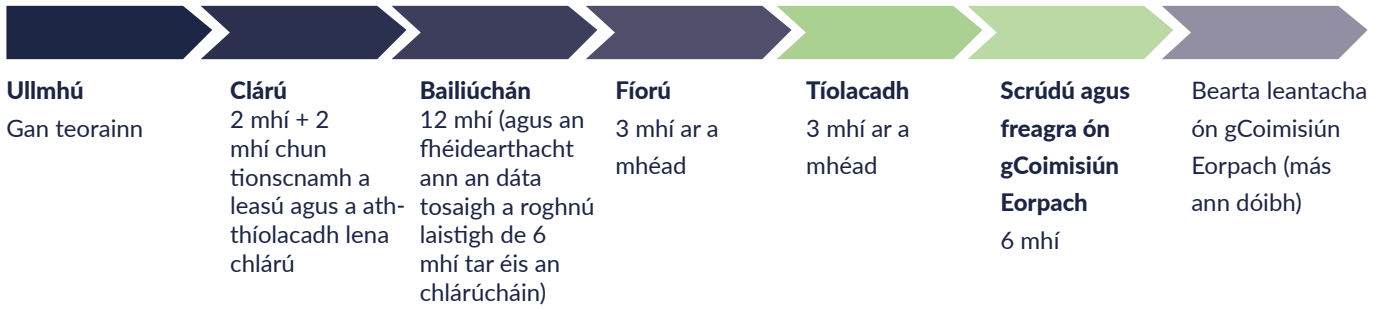 Ullmhú
Gan teorainn
Clárú
2 mhí + 2
mhí chun
tionscnamh a
leasú agus a ath-
thíolacadh lena
chlárú
Bailiúchán
12 mhí (agus an
fhéidearthacht
ann an dáta
tosaigh a roghnú
laistigh de 6
mhí tar éis an
chlárúcháin)
Fíorú
3 mhí ar a
mhéad
Tíolacadh
3 mhí ar a
mhéad
Scrúdú agus
freagra ón
gCoimisiún
Eorpach
6 mhí
Bearta leantacha
ón gCoimisiún
Eorpach (más
ann dóibh)